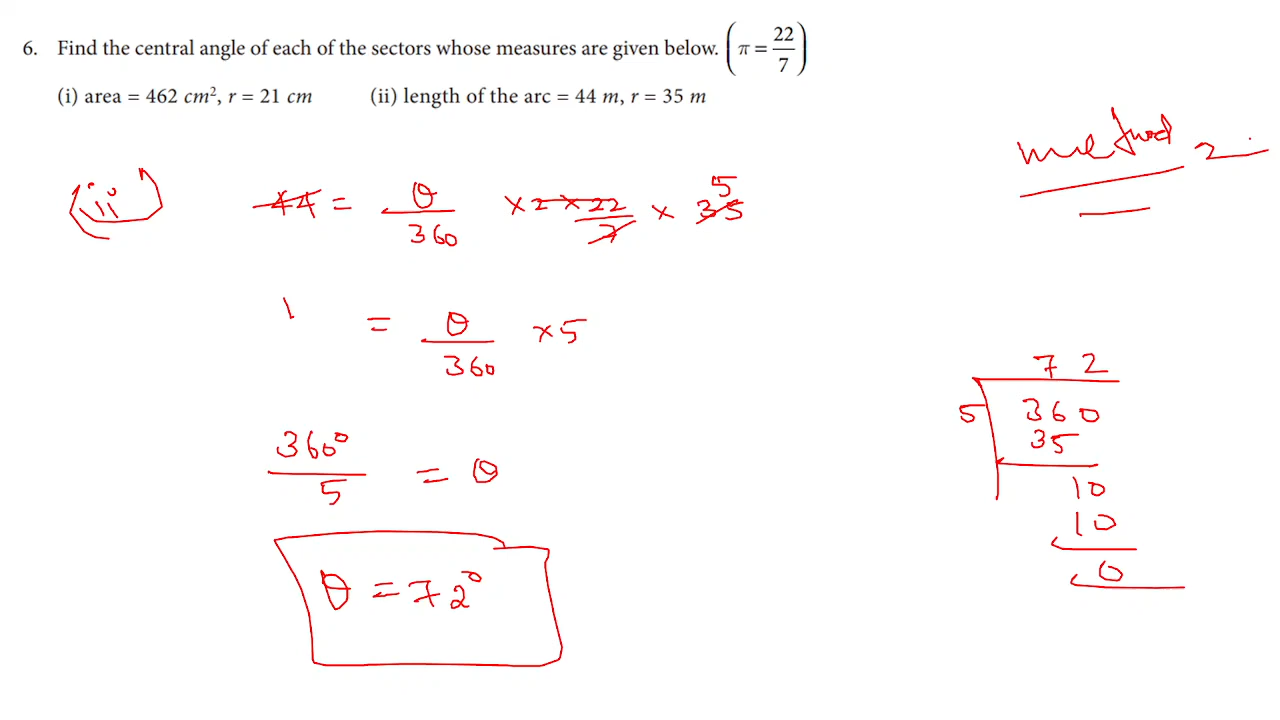 6. Find the central angle of each of the sectors whose measures are given below. (π = 22/7)
(i) area = 462 cm², r = 21 cm (ii) length of the arc = 44 m, r = 35 m
method 2
(ii) 44 = θ/360 × 2 × 22/7 × 35 5
1 = θ/360 × 5
360°/5 = θ
θ = 72°
72
5 360
35
10
10
0